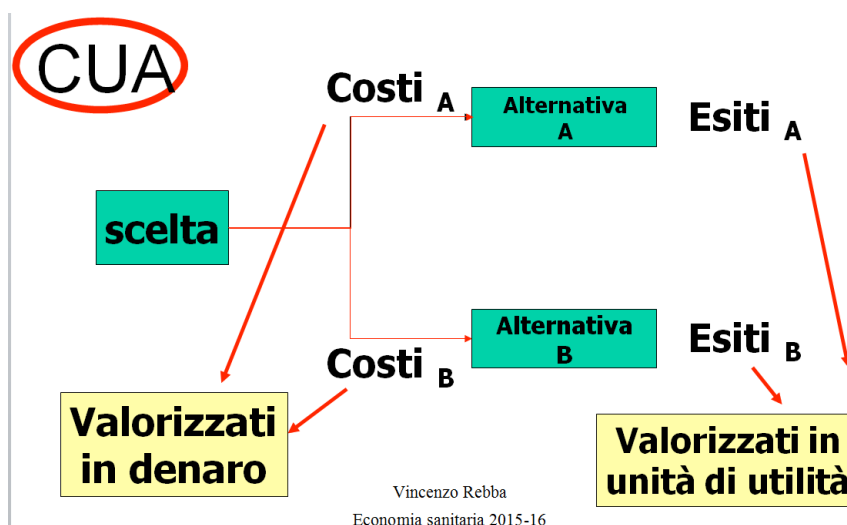 CUA
Costi A
Alternativa
A
Esiti A
scelta
Alternativa
B
Esiti B
Costi B
Valorizzati
in denaro
Valorizzati in
unità di utilità
Vincenzo Rebba
Economia sanitaria 2015-16